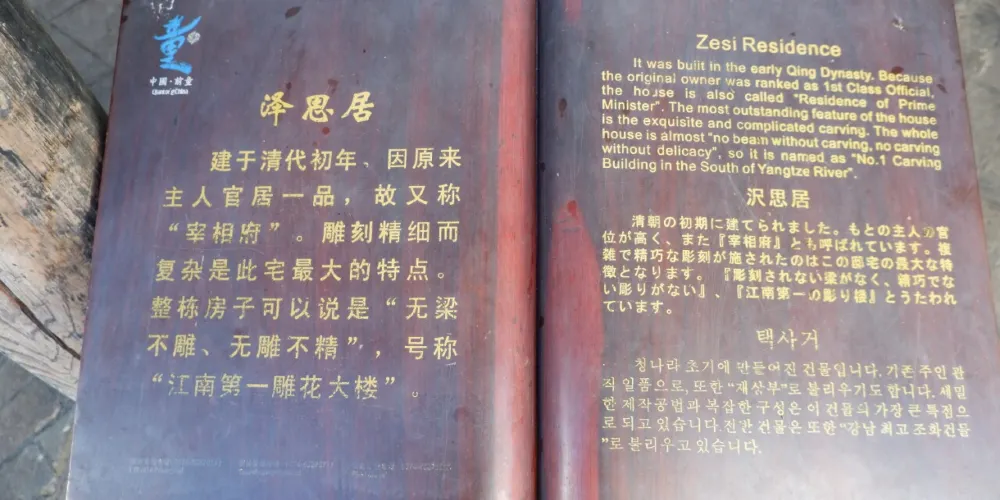 童
中國·前童
泽思居
建于清代初年、因原来
主人官居一品，故又称
“宰相府”。雕刻精细而
复杂是此宅最大的特点。
整栋房子可以说是“无梁
不雕、无雕不精”，号称
“江南第一雕花大楼”。
Zesi Residence
It was built in the early Qing Dynasty. Because
the original owner was ranked as 1st Class Official,
the house is also called "Residence of Prime
Minister". The most outstanding feature of the house
is the exquisite and complicated carving. The whole
house is almost "no beam without carving, no carving
without delicacy", so it is named as "No.1 Carving
Building in the South of Yangtze River".
沢思居
清朝の初期に建てられました。もとの主人が官
位が高く、また『宰相府』とも呼ばれています。複
雑で精巧な彫刻が施されたのはこの邸宅の最大な特
徴となります。『彫刻されない梁がなく、精巧でな
い彫りがない』、『江南第一の彫り楼』とうたわれ
ています。
택사거
청나라 초기에 만들어진 건물입니다. 기존 주인 관
직 일품으로, 또한 “재상부”로 불리우기도 합니다. 세밀
한 제작공법과 복잡한 구성은 이 건물의 가장 큰 특점으
로 되고 있습니다. 전간 건물은 또한 “강남 최고 조화건물
”로 불리우고 있습니다.